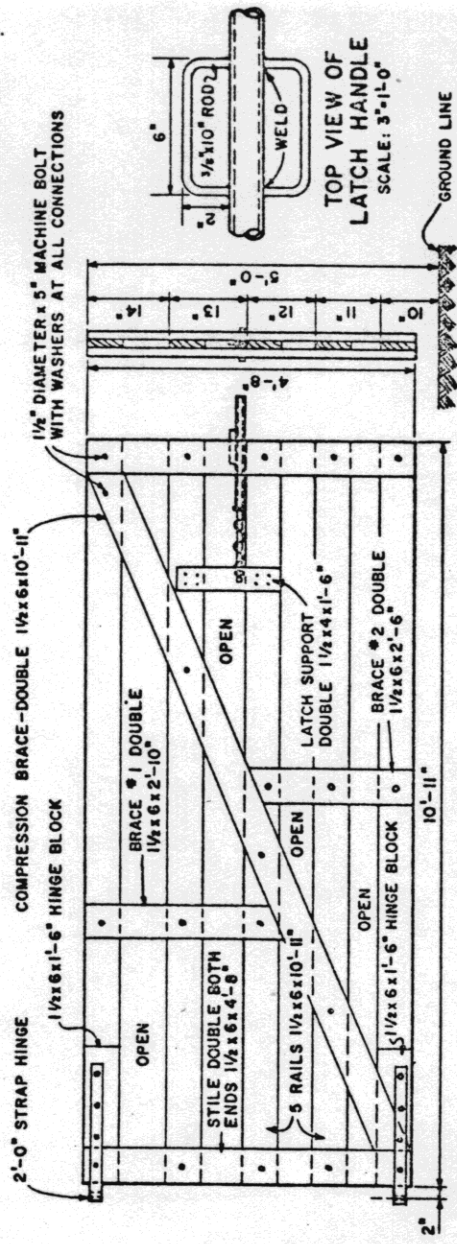 2'-0" STRAP HINGE
1½x6x1'-6" HINGE BLOCK
COMPRESSION BRACE-DOUBLE 1½x6x10'-11"
1½" DIAMETER x 5" MACHINE BOLT
WITH WASHERS AT ALL CONNECTIONS
BRACE #1 DOUBLE
1½x6x2'-10"
OPEN
STILE DOUBLE BOTH
ENDS 1½x6x4'-8"
5 RAILS 1½x6x10'-11"
OPEN
OPEN
OPEN
LATCH SUPPORT
DOUBLE 1½x4x1'-6"
BRACE #2 DOUBLE
1½x6x2'-6"
1½x6x1'-6" HINGE BLOCK
10'-11"
2"
4'-8"
5'-0"
14"
13"
12"
11"
10"
GROUND LINE
6"
2"
⅜"x10" ROD
WELD
TOP VIEW OF
LATCH HANDLE
SCALE: 3"=1'-0"